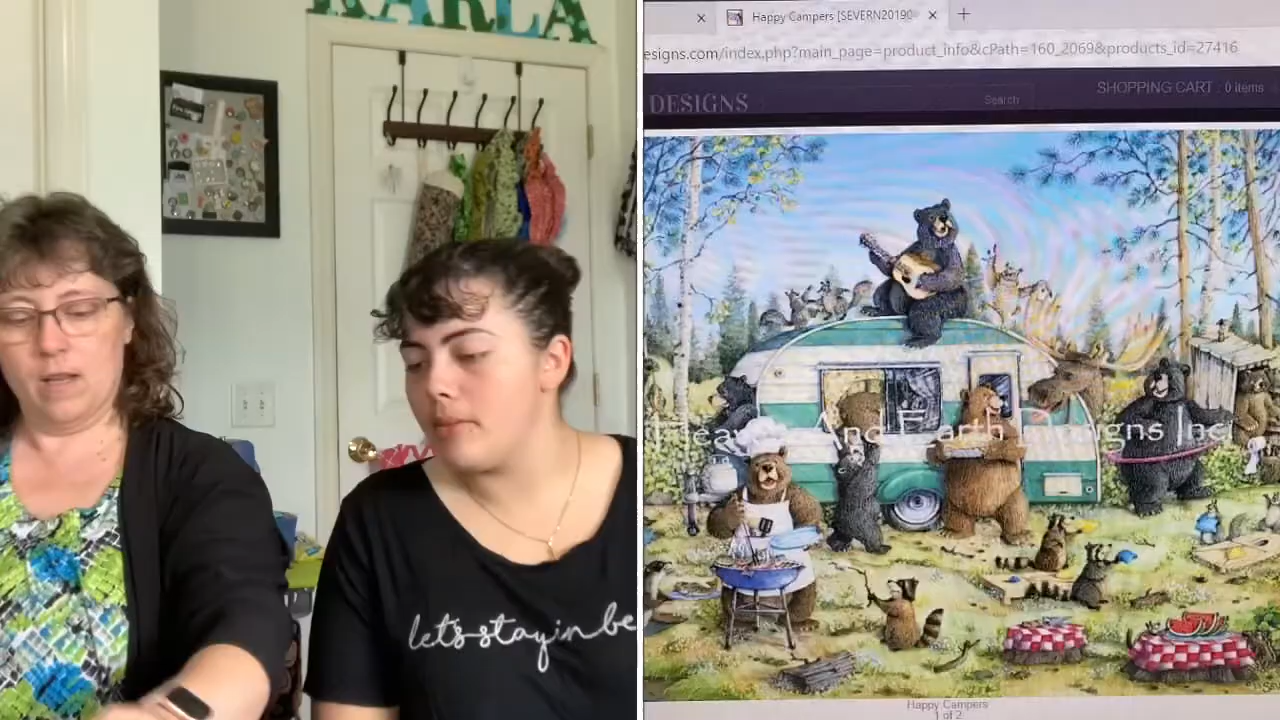 KARLA
let's stay in be
Happy Campers [SEVERN20190
esigns.com/index.php?main_page=product_info&cPath=160_2069&products_id=27416
DESIGNS
Search
SHOPPING CART : 0 items
Heaven And Earth Designs Inc.
Happy Campers
1 of 2